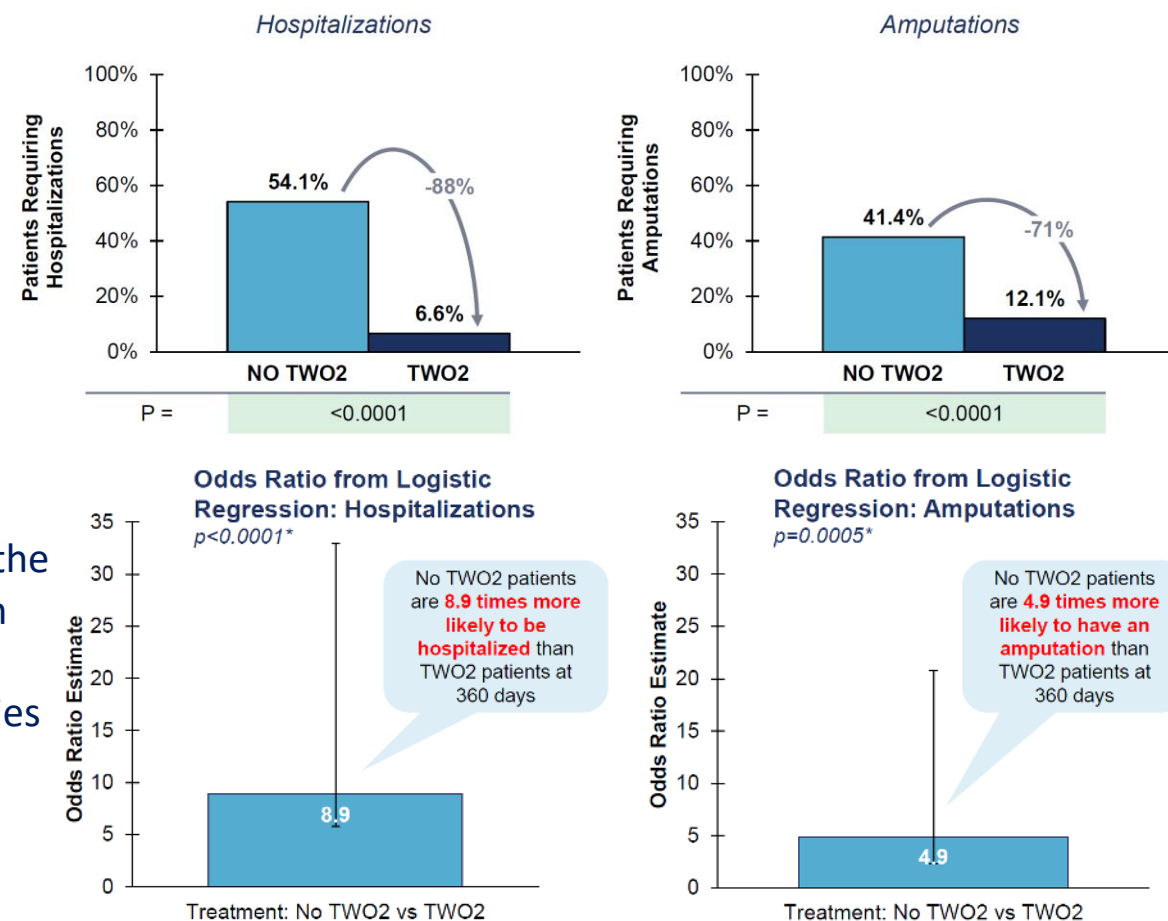 Hospitalizations
Patients Requiring
Hospitalizations
100%
80%
60%
40%
20%
0%
54.1%
-88%
6.6%
NO TWO2 TWO2
P = <0.0001
Amputations
Patients Requiring
Amputations
100%
80%
60%
40%
20%
0%
41.4%
-71%
12.1%
NO TWO2 TWO2
P = <0.0001
the
es
Odds Ratio from Logistic
Regression: Hospitalizations
p<0.0001*
Odds Ratio Estimate
35
30
25
20
15
10
5
0
No TWO2 patients
are 8.9 times more
likely to be
hospitalized than
TWO2 patients at
360 days
8.9
Treatment: No TWO2 vs TWO2
Odds Ratio from Logistic
Regression: Amputations
p=0.0005*
Odds Ratio Estimate
35
30
25
20
15
10
5
0
No TWO2 patients
are 4.9 times more
likely to have an
amputation than
TWO2 patients at
360 days
4.9
Treatment: No TWO2 vs TWO2